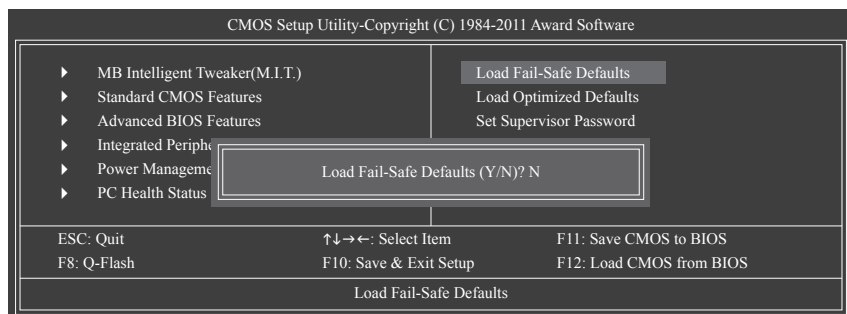 CMOS Setup Utility-Copyright (C) 1984-2011 Award Software
MB Intelligent Tweaker(M.I.T.)
Standard CMOS Features
Advanced BIOS Features
Integrated Periphe
Power Manageme
PC Health Status
Load Fail-Safe Defaults
Load Optimized Defaults
Set Supervisor Password
Load Fail-Safe Defaults (Y/N)? N
ESC: Quit
↑↓→←: Select Item
F11: Save CMOS to BIOS
F8: Q-Flash
F10: Save & Exit Setup
F12: Load CMOS from BIOS
Load Fail-Safe Defaults